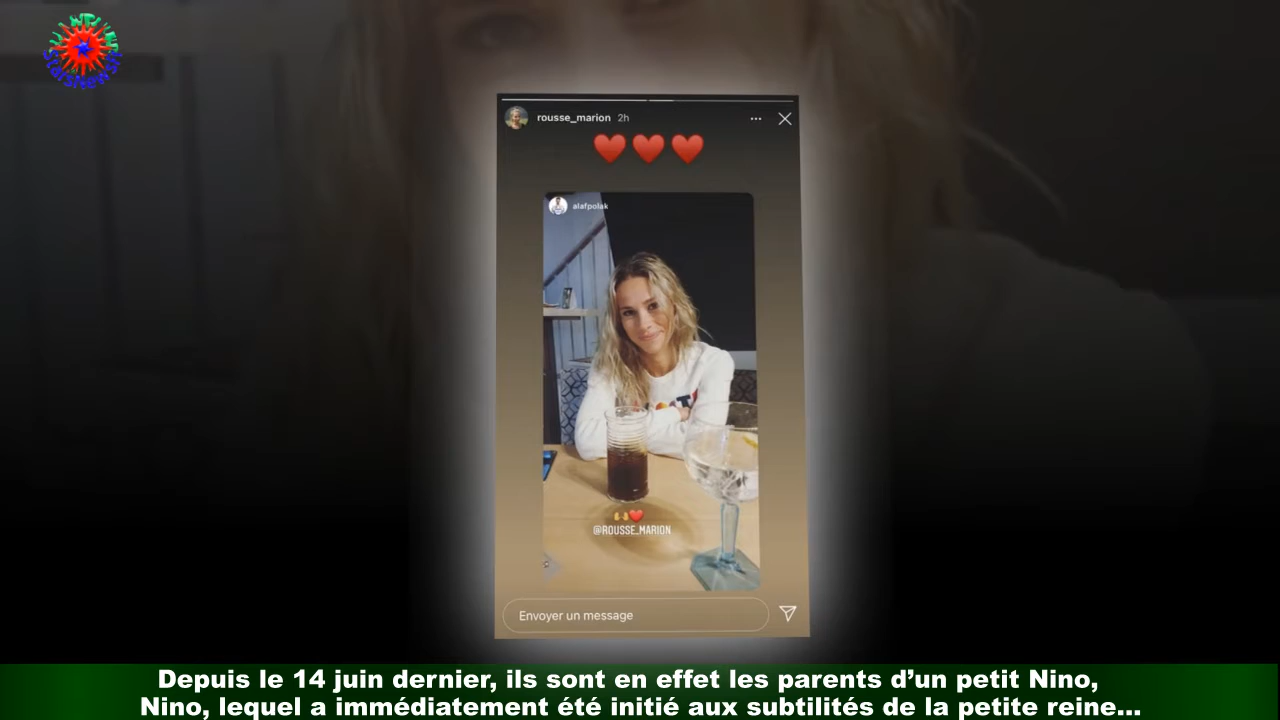 rousse_marion 2h
alafpolak
@ROUSSE_MARION
Envoyer un message
Depuis le 14 juin dernier, ils sont en effet les parents d’un petit Nino,
Nino, lequel a immédiatement été initié aux subtilités de la petite reine...